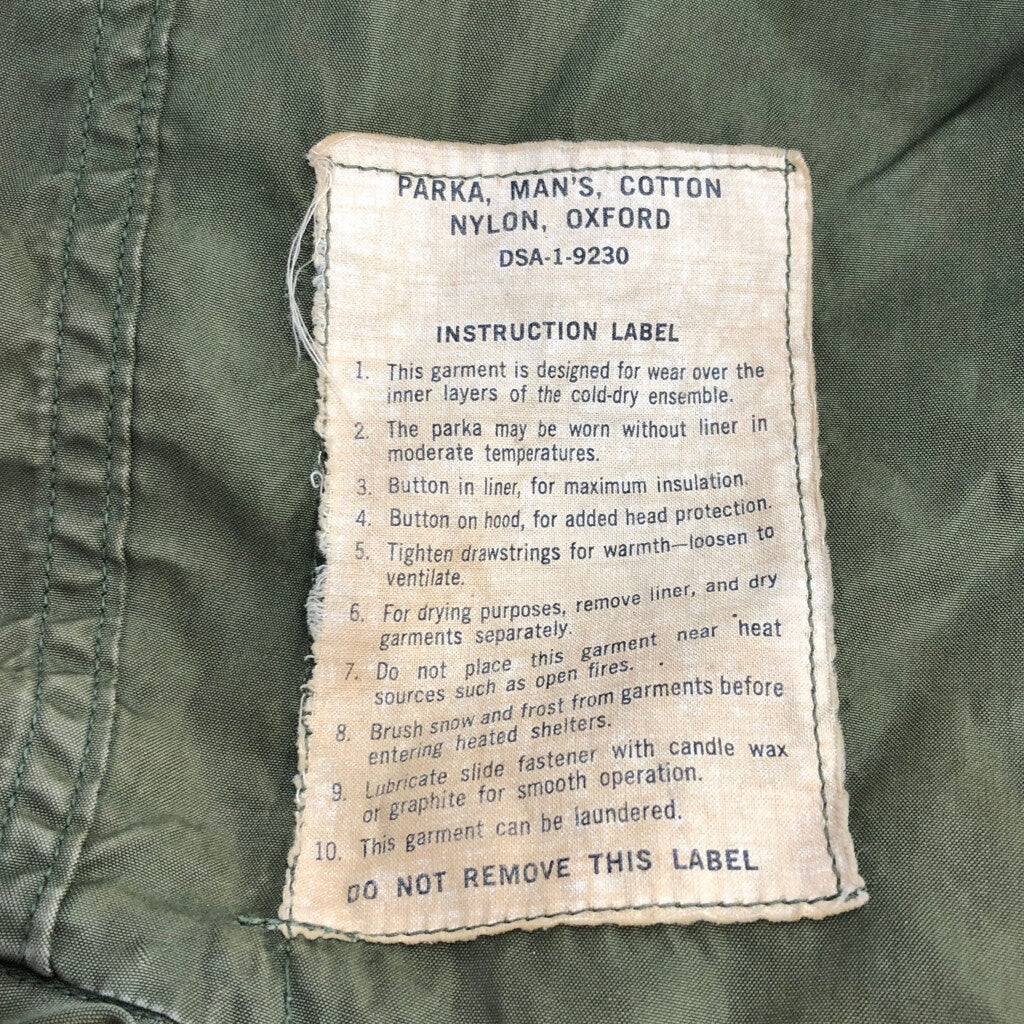 PARKA, MAN'S, COTTON
NYLON, OXFORD
DSA-1-9230
INSTRUCTION LABEL
1. This garment is designed for wear over the
inner layers of the cold-dry ensemble.
2. The parka may be worn without liner in
moderate temperatures.
3. Button in liner, for maximum insulation.
4. Button on hood, for added head protection.
5. Tighten drawstrings for warmth—loosen to
ventilate.
6. For drying purposes, remove liner, and dry
garments separately.
7. Do not place this garment near heat
sources such as open fires.
8. Brush snow and frost from garments before
entering heated shelters.
9. Lubricate slide fastener with candle wax
or graphite for smooth operation.
10. This garment can be laundered.
DO NOT REMOVE THIS LABEL